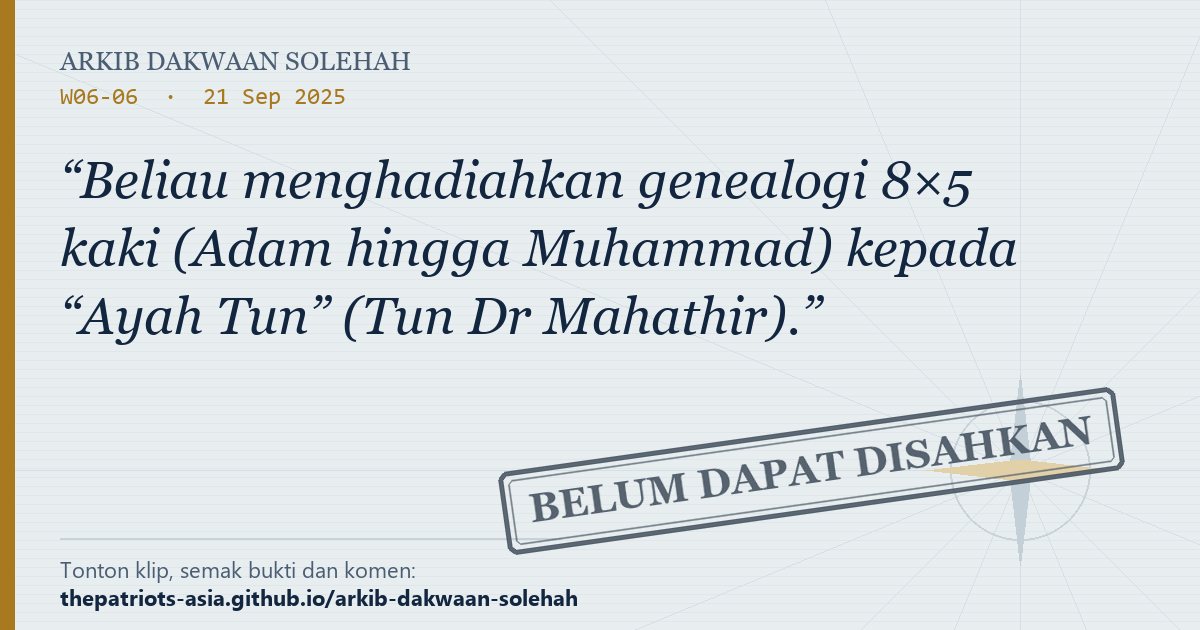 ARKIB DAKWAAN SOLEHAH
W06-06 · 21 Sep 2025
“Beliau menghadiahkan genealogi 8×5
kaki (Adam hingga Muhammad) kepada
“Ayah Tun” (Tun Dr Mahathir).”
BELUM DAPAT DISAHKAN
Tonton klip, semak bukti dan komen:
thepatriots-asia.github.io/arkib-dakwaan-solehah